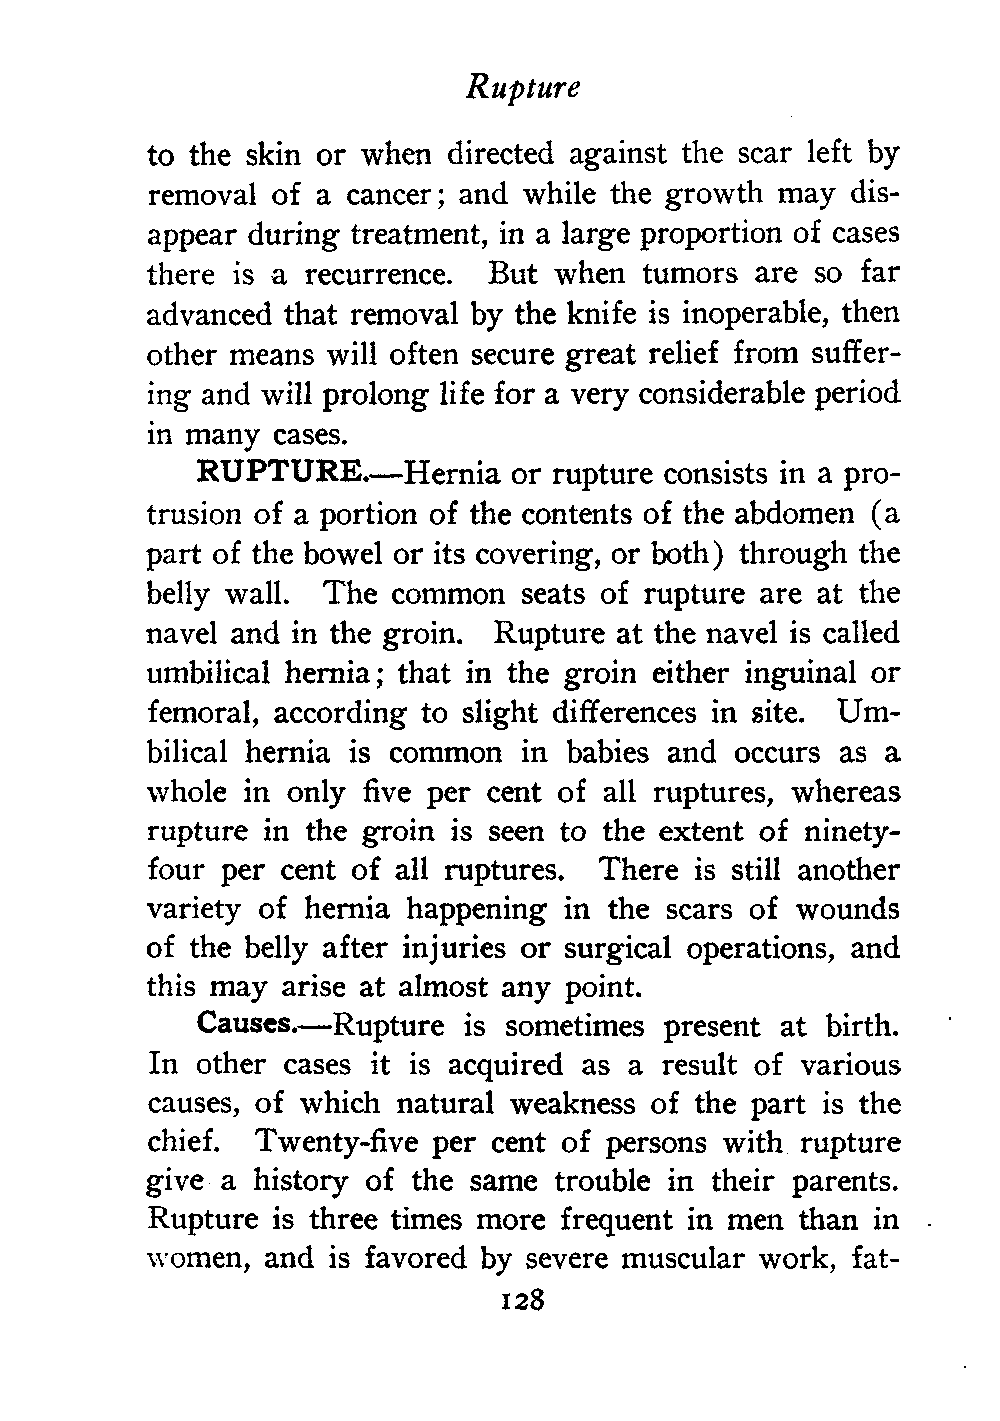 Rupture
to the skin or when directed against the scar left by
removal of a cancer; and while the growth may dis-
appear during treatment, in a large proportion of cases
there is a recurrence. But when tumors are so far
advanced that removal by the knife is inoperable, then
other means will often secure great relief from suffer-
ing and will prolong life for a very considerable period
in many cases.
RUPTURE.—Hernia or rupture consists in a pro-
trusion of a portion of the contents of the abdomen (a
part of the bowel or its covering, or both) through the
belly wall. The common seats of rupture are at the
navel and in the groin. Rupture at the navel is called
umbilical hernia; that in the groin either inguinal or
femoral, according to slight differences in site. Um-
bilical hernia is common in babies and occurs as a
whole in only five per cent of all ruptures, whereas
rupture in the groin is seen to the extent of ninety-
four per cent of all ruptures. There is still another
variety of hernia happening in the scars of wounds
of the belly after injuries or surgical operations, and
this may arise at almost any point.
Causes.—Rupture is sometimes present at birth.
In other cases it is acquired as a result of various
causes, of which natural weakness of the part is the
chief. Twenty-five per cent of persons with rupture
give a history of the same trouble in their parents.
Rupture is three times more frequent in men than in
women, and is favored by severe muscular work, fat-
128